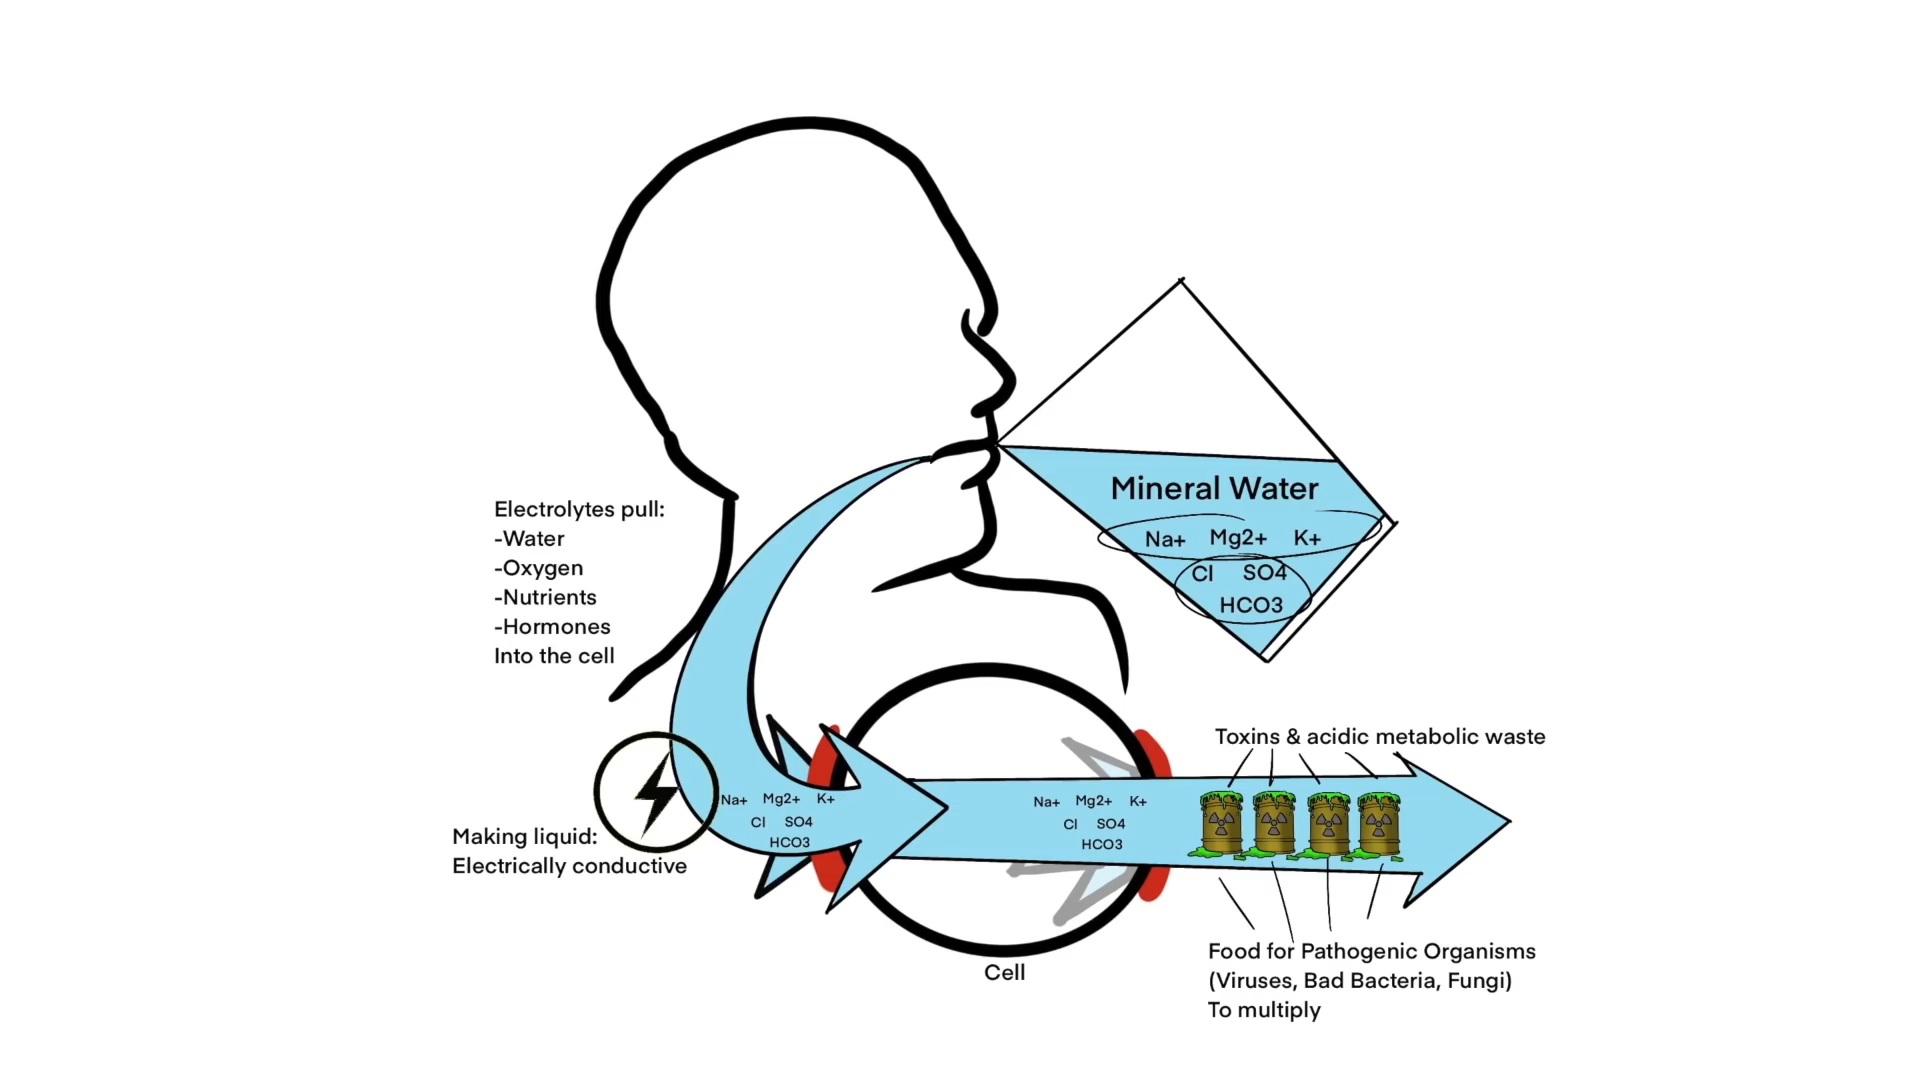 Mineral Water
Na+ Mg2+ K+
Cl SO4
HCO3
Electrolytes pull:
-Water
-Oxygen
-Nutrients
-Hormones
Into the cell
Making liquid:
Electrically conductive
Na+ Mg2+ K+
Cl SO4
HCO3
Na+ Mg2+ K+
Cl SO4
HCO3
Cell
Toxins & acidic metabolic waste
Food for Pathogenic Organisms
(Viruses, Bad Bacteria, Fungi)
To multiply